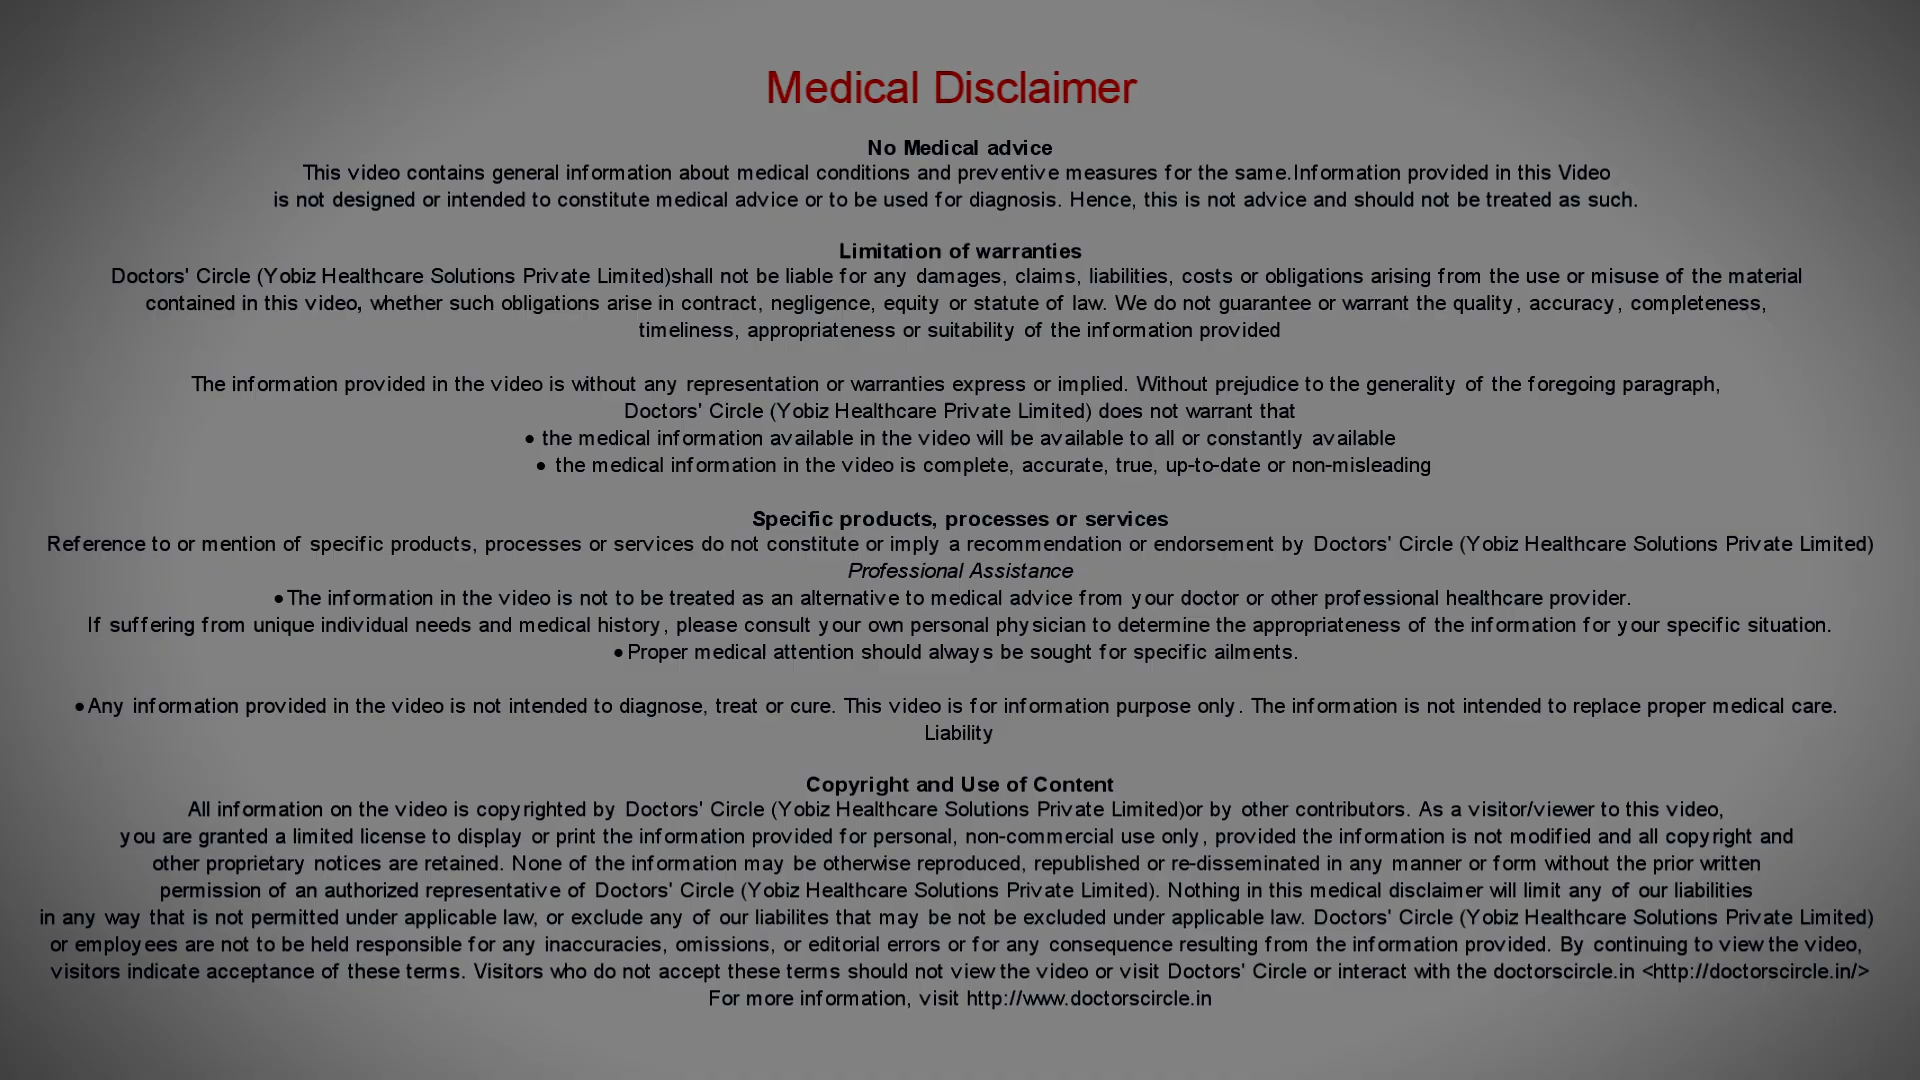 Medical Disclaimer
No Medical advice
This video contains general information about medical conditions and preventive measures for the same.Information provided in this Video
is not designed or intended to constitute medical advice or to be used for diagnosis. Hence, this is not advice and should not be treated as such.
Limitation of warranties
Doctors' Circle (Yobiz Healthcare Solutions Private Limited)shall not be liable for any damages, claims, liabilities, costs or obligations arising from the use or misuse of the material
contained in this video, whether such obligations arise in contract, negligence, equity or statute of law. We do not guarantee or warrant the quality, accuracy, completeness,
timeliness, appropriateness or suitability of the information provided
The information provided in the video is without any representation or warranties express or implied. Without prejudice to the generality of the foregoing paragraph,
Doctors' Circle (Yobiz Healthcare Private Limited) does not warrant that
• the medical information available in the video will be available to all or constantly available
• the medical information in the video is complete, accurate, true, up-to-date or non-misleading
Specific products, processes or services
Reference to or mention of specific products, processes or services do not constitute or imply a recommendation or endorsement by Doctors' Circle (Yobiz Healthcare Solutions Private Limited)
Professional Assistance
•The information in the video is not to be treated as an alternative to medical advice from your doctor or other professional healthcare provider.
If suffering from unique individual needs and medical history, please consult your own personal physician to determine the appropriateness of the information for your specific situation.
•Proper medical attention should always be sought for specific ailments.
•Any information provided in the video is not intended to diagnose, treat or cure. This video is for information purpose only. The information is not intended to replace proper medical care.
Liability
Copyright and Use of Content
All information on the video is copyrighted by Doctors' Circle (Yobiz Healthcare Solutions Private Limited)or by other contributors. As a visitor/viewer to this video,
you are granted a limited license to display or print the information provided for personal, non-commercial use only, provided the information is not modified and all copyright and
other proprietary notices are retained. None of the information may be otherwise reproduced, republished or re-disseminated in any manner or form without the prior written
permission of an authorized representative of Doctors' Circle (Yobiz Healthcare Solutions Private Limited). Nothing in this medical disclaimer will limit any of our liabilities
in any way that is not permitted under applicable law, or exclude any of our liabilites that may be not be excluded under applicable law. Doctors' Circle (Yobiz Healthcare Solutions Private Limited)
or employees are not to be held responsible for any inaccuracies, omissions, or editorial errors or for any consequence resulting from the information provided. By continuing to view the video,
visitors indicate acceptance of these terms. Visitors who do not accept these terms should not view the video or visit Doctors' Circle or interact with the doctorscircle.in <http://doctorscircle.in/>
For more information, visit http://www.doctorscircle.in